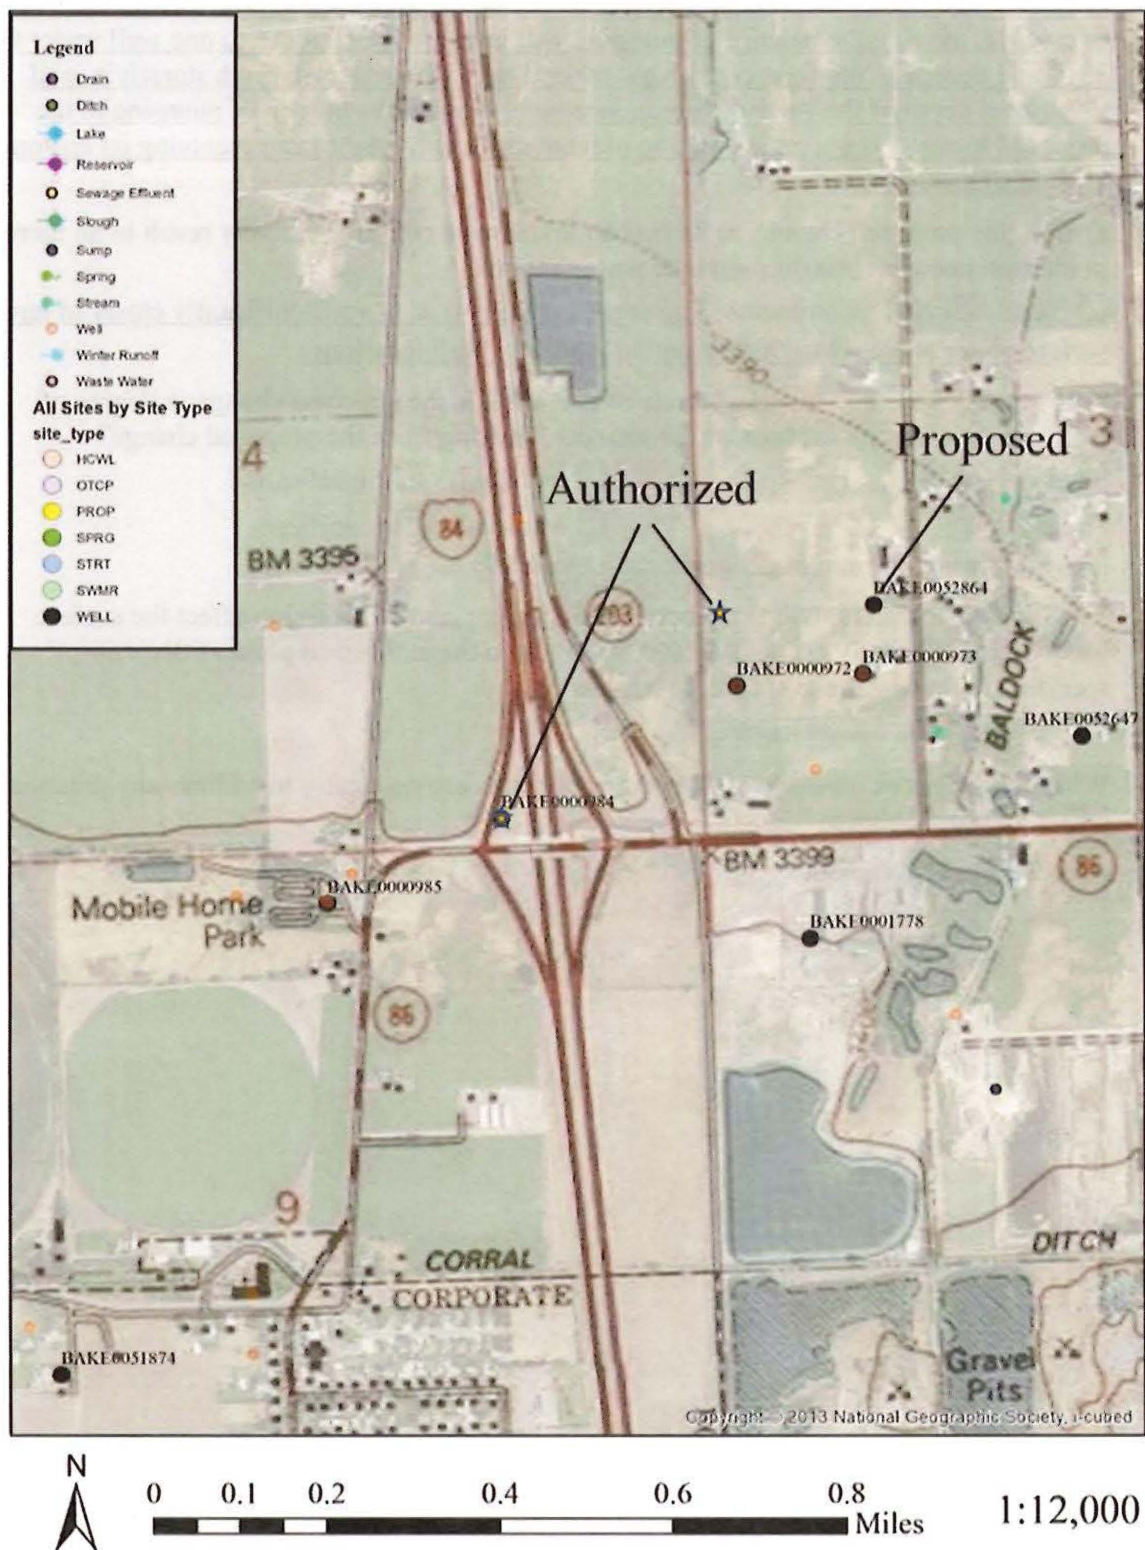 Legend
Drain
Ditch
Lake
Reservoir
Sewage Effluent
Slough
Sump
Spring
Stream
Well
Winter Runoff
Waste Water
All Sites by Site Type
site_type
HCWL
OTCP
PROP
SPRG
STRT
SWMR
WELL
4
3390
3
Proposed
Authorized
84
BM 3395
203
BAKE0052864
BAKE0000972
BAKE0000973
BALDOCK
BAKE0052647
BAKE0000984
BM 3399
86
BAKE0000985
Mobile Home
Park
BAKE0001778
86
3400
9
CORRAL
DITCH
CORPORATE
BAKE0051874
Gravel
Pits
Copyright: © 2013 National Geographic Society, i-cubed
N
0 0.1 0.2 0.4 0.6 0.8
Miles
1:12,000